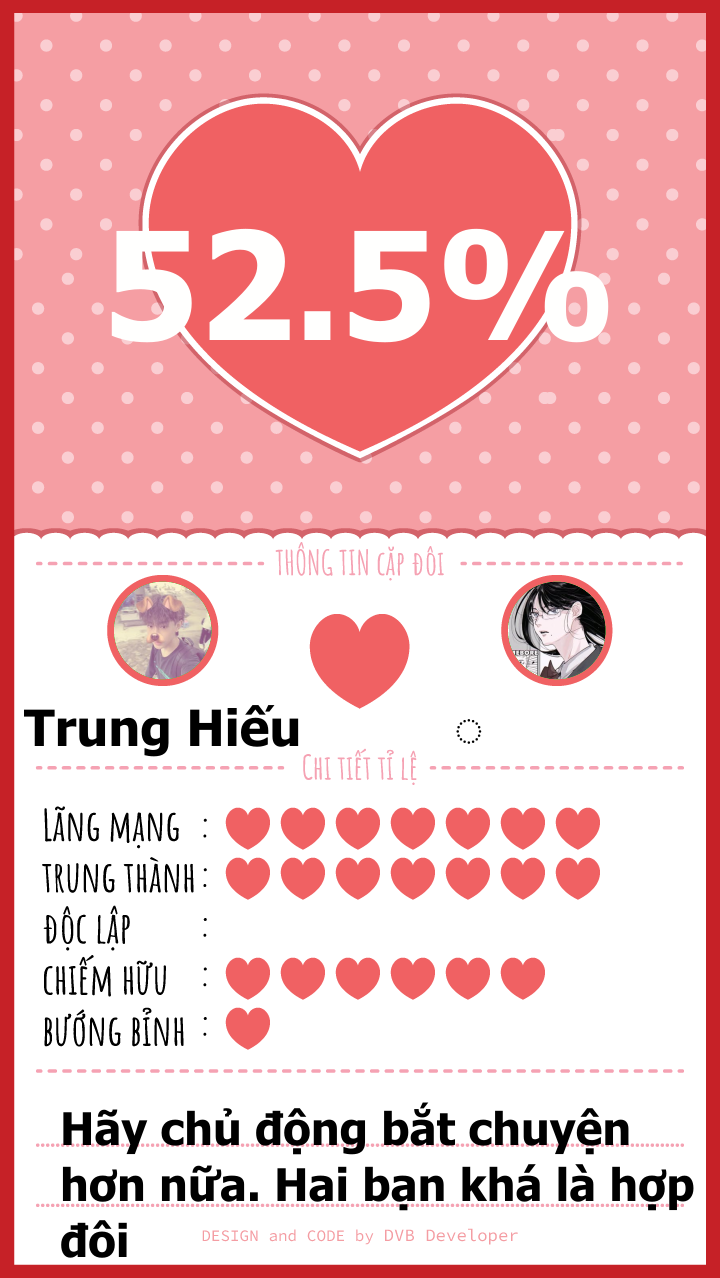 52.5%
THÔNG TIN CẶP ĐÔI
Trung Hiếu
CHI TIẾT TỈ LỆ
LÃNG MẠNG :
TRUNG THÀNH :
ĐỘC LẬP :
CHIẾM HỮU :
BƯỚNG BỈNH :
Hãy chủ động bắt chuyện
hơn nữa. Hai bạn khá là hợp
đôi
DESIGN and CODE by DVB Developer